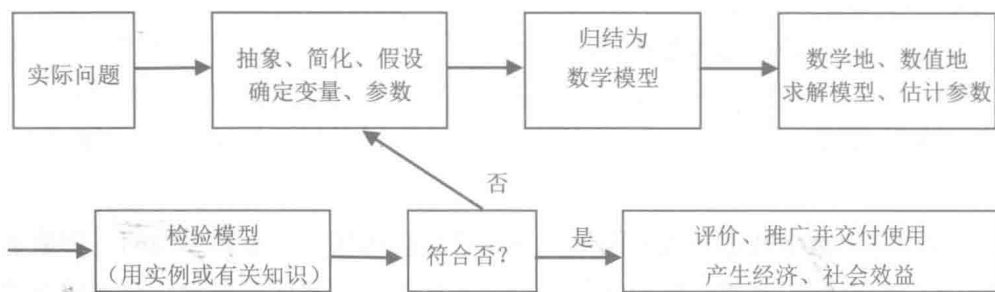 实际问题
抽象、简化、假设
确定变量、参数
归结为
数学模型
数学地、数值地
求解模型、估计参数
否
检验模型
（用实例或有关知识）
符合否？
是
评价、推广并交付使用
产生经济、社会效益